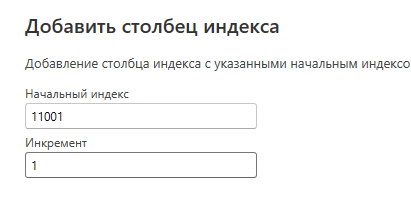 Добавить столбец индекса
Добавление столбца индекса с указанными начальным индексо
Начальный индекс
11001
Инкремент
1